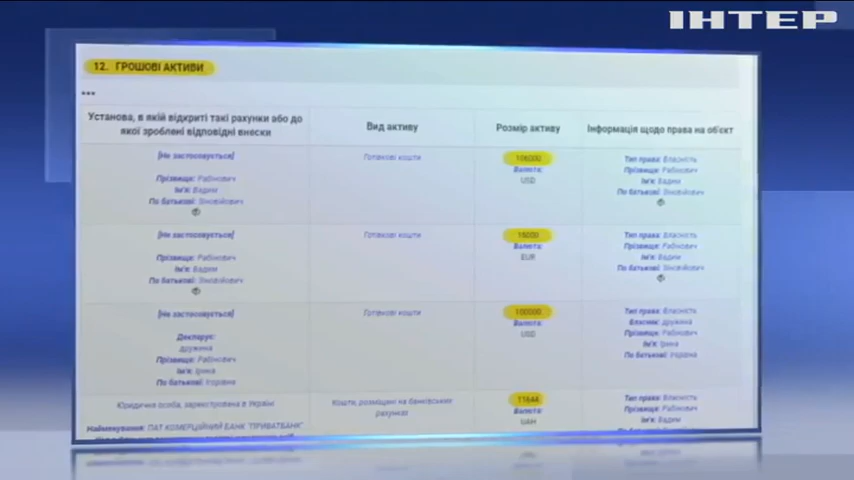 ІНТЕР
12. ГРОШОВІ АКТИВИ
***
Установа, в якій відкриті такі рахунки або до якої зроблені відповідні внески
Вид активу
Розмір активу
Інформація щодо права на об'єкт
[Не застосовується]
Прізвище: Рабінович
Ім'я: Вадим
По батькові: Зіновійович
Готівкові кошти
106000
Валюта:
USD
Тип права: Власність
Прізвище: Рабінович
Ім'я: Вадим
По батькові: Зіновійович
[Не застосовується]
Прізвище: Рабінович
Ім'я: Вадим
По батькові: Зіновійович
Готівкові кошти
Валюта:
EUR
Тип права: Власність
Прізвище: Рабінович
Ім'я: Вадим
По батькові: Зіновійович
[Не застосовується]
Декларує:
дружина
Прізвище: Рабінович
Ім'я: Ірина
По батькові: Ігорівна
Готівкові кошти
100000
Валюта:
USD
Тип права: Власність
Власник: дружина
Прізвище: Рабінович
Ім'я: Ірина
По батькові: Ігорівна
Юридична особа, зареєстрована в Україні
Найменування: ПАТ КОМЕРЦІЙНИЙ БАНК "ПРИВАТБАНК"
Кошти, розміщені на банківських
рахунках
11644
Валюта:
UAH
Тип права: Власність
Прізвище: Рабінович
Ім'я: Вадим